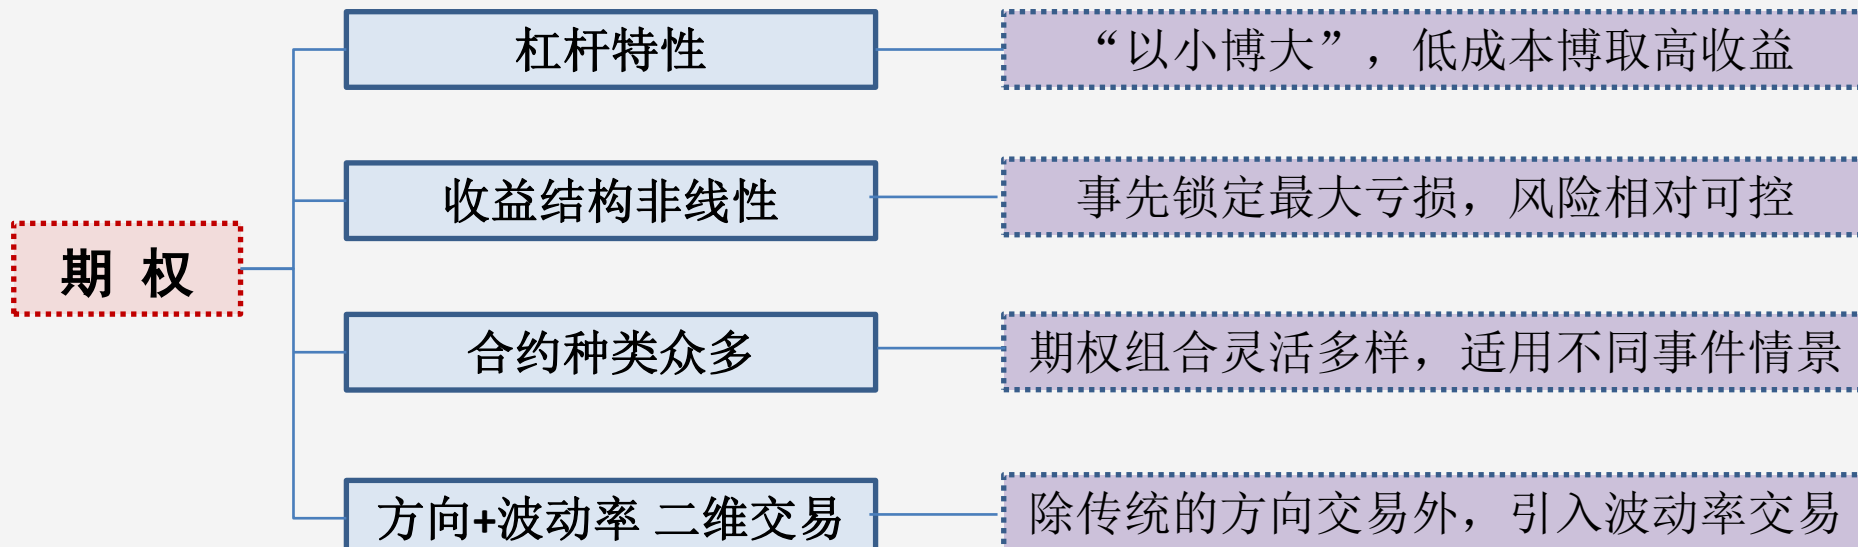 期 权
杠杆特性
“以小博大”，低成本博取高收益
收益结构非线性
事先锁定最大亏损，风险相对可控
合约种类众多
期权组合灵活多样，适用不同事件情景
方向+波动率 二维交易
除传统的方向交易外，引入波动率交易